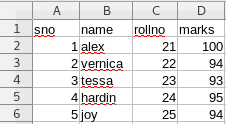 A B C D
1 sno name rollno marks
2 1 alex 21 100
3 2 vernica 22 94
4 3 tessa 23 93
5 4 hardin 24 95
6 5 joy 25 94